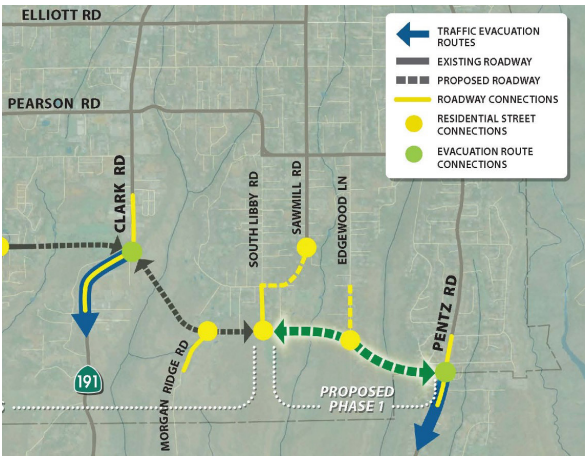 ELLIOTT RD
TRAFFIC EVACUATION
ROUTES
EXISTING ROADWAY
PROPOSED ROADWAY
ROADWAY CONNECTIONS
RESIDENTIAL STREET
CONNECTIONS
EVACUATION ROUTE
CONNECTIONS
PEARSON RD
CLARK RD
SOUTH LIBBY RD
SAWMILL RD
EDGEWOOD LN
PENTZ RD
MORGAN RIDGE RD
191
PROPOSED
PHASE 1